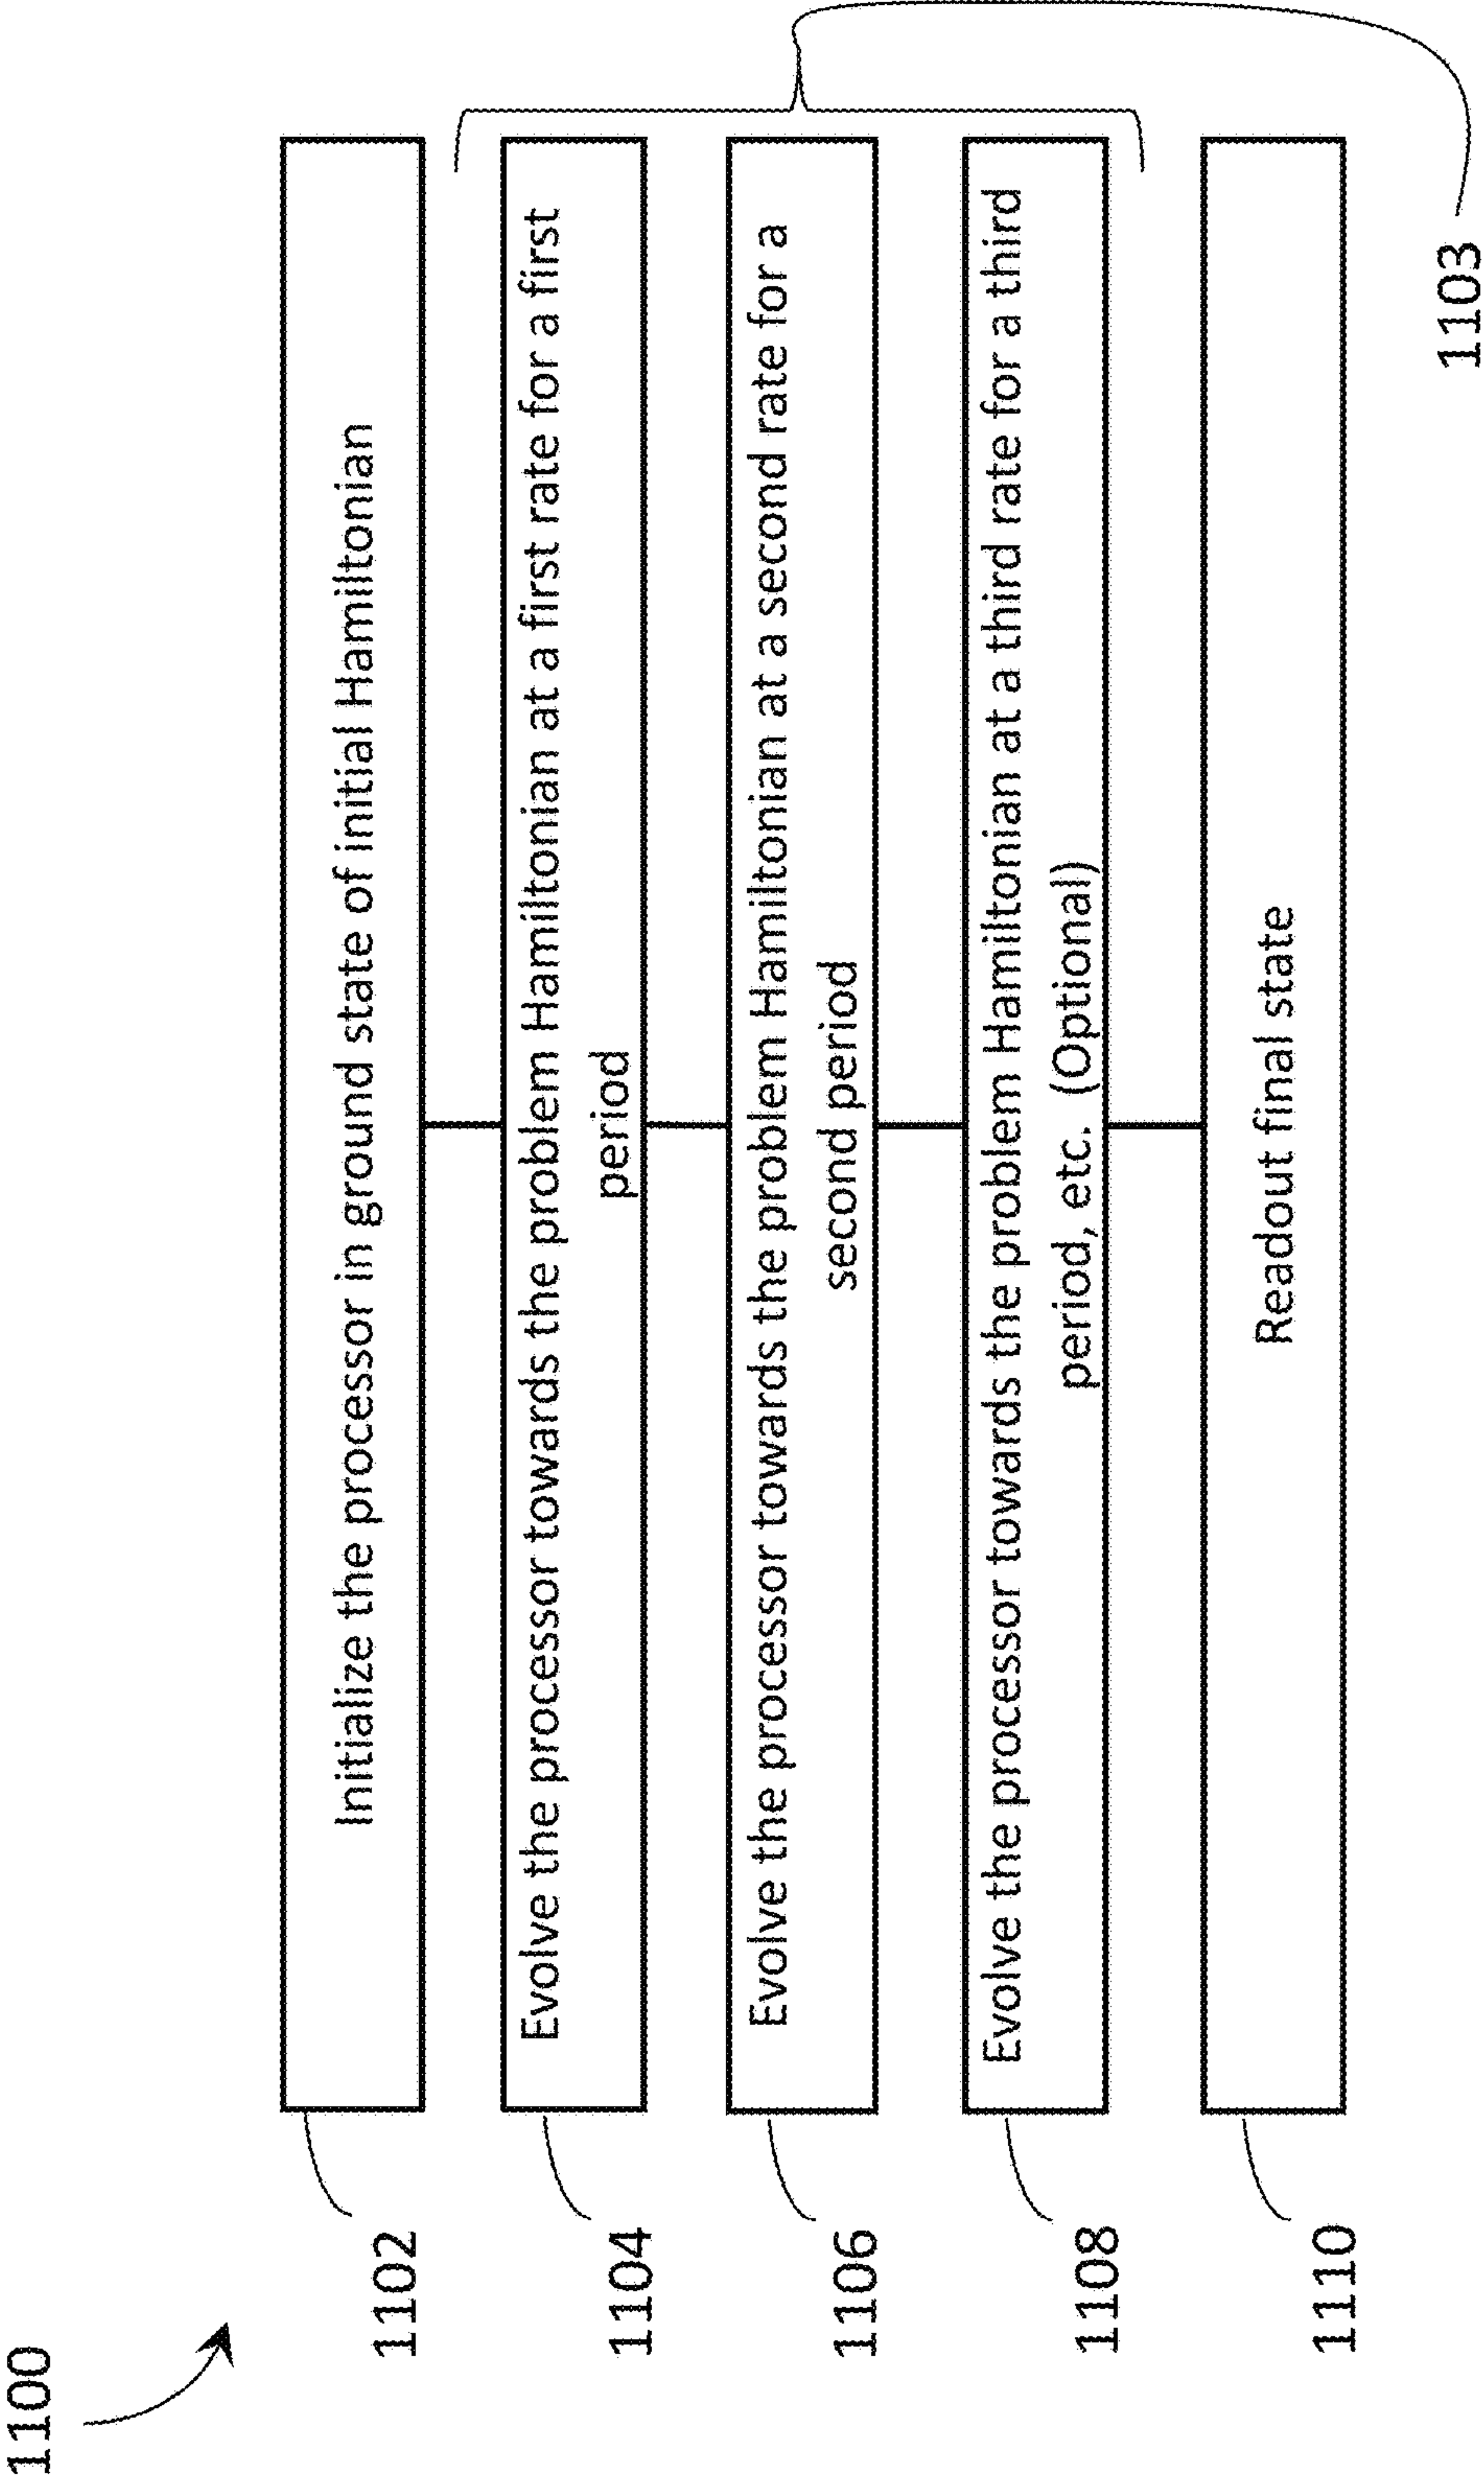 1100
1102
Initialize the processor in ground state of initial Hamiltonian
1103
1104
Evolve the processor towards the problem Hamiltonian at a first rate for a first
period
1106
Evolve the processor towards the problem Hamiltonian at a second rate for a
second period
1108
Evolve the processor towards the problem Hamiltonian at a third rate for a third
period, etc. (Optional)
1110
Readout final state